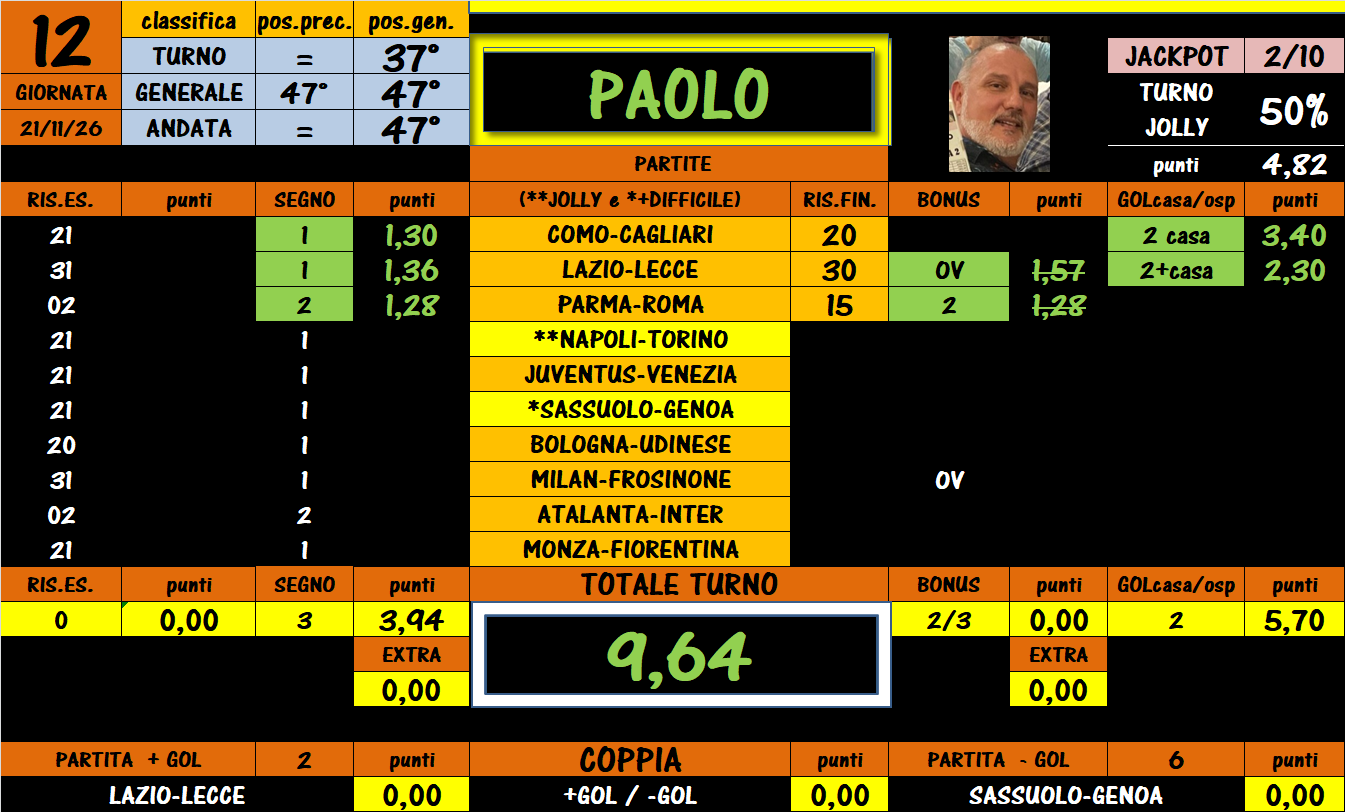 12 classifica pos.prec. pos.gen.
TURNO = 37° PAOLO JACKPOT 2/10
GIORNATA GENERALE 47° 47° TURNO JOLLY 50%
21/11/26 ANDATA = 47°
PARTITE punti 4,82
RIS.ES. punti SEGNO punti (**JOLLY e *+DIFFICILE) RIS.FIN. BONUS punti GOLcasa/osp punti
21 1 1,30 COMO-CAGLIARI 20 2 casa 3,40
31 1 1,36 LAZIO-LECCE 30 OV 1,57 2+casa 2,30
02 2 1,28 PARMA-ROMA 15 2 1,28
21 1 **NAPOLI-TORINO
21 1 JUVENTUS-VENEZIA
21 1 *SASSUOLO-GENOA
20 1 BOLOGNA-UDINESE
31 1 MILAN-FROSINONE OV
02 2 ATALANTA-INTER
21 1 MONZA-FIORENTINA
RIS.ES. punti SEGNO punti TOTALE TURNO BONUS punti GOLcasa/osp punti
0 0,00 3 3,94 9,64 2/3 0,00 2 5,70
EXTRA EXTRA
0,00 0,00
PARTITA + GOL 2 punti COPPIA punti PARTITA - GOL 6 punti
LAZIO-LECCE 0,00 +GOL / -GOL 0,00 SASSUOLO-GENOA 0,00